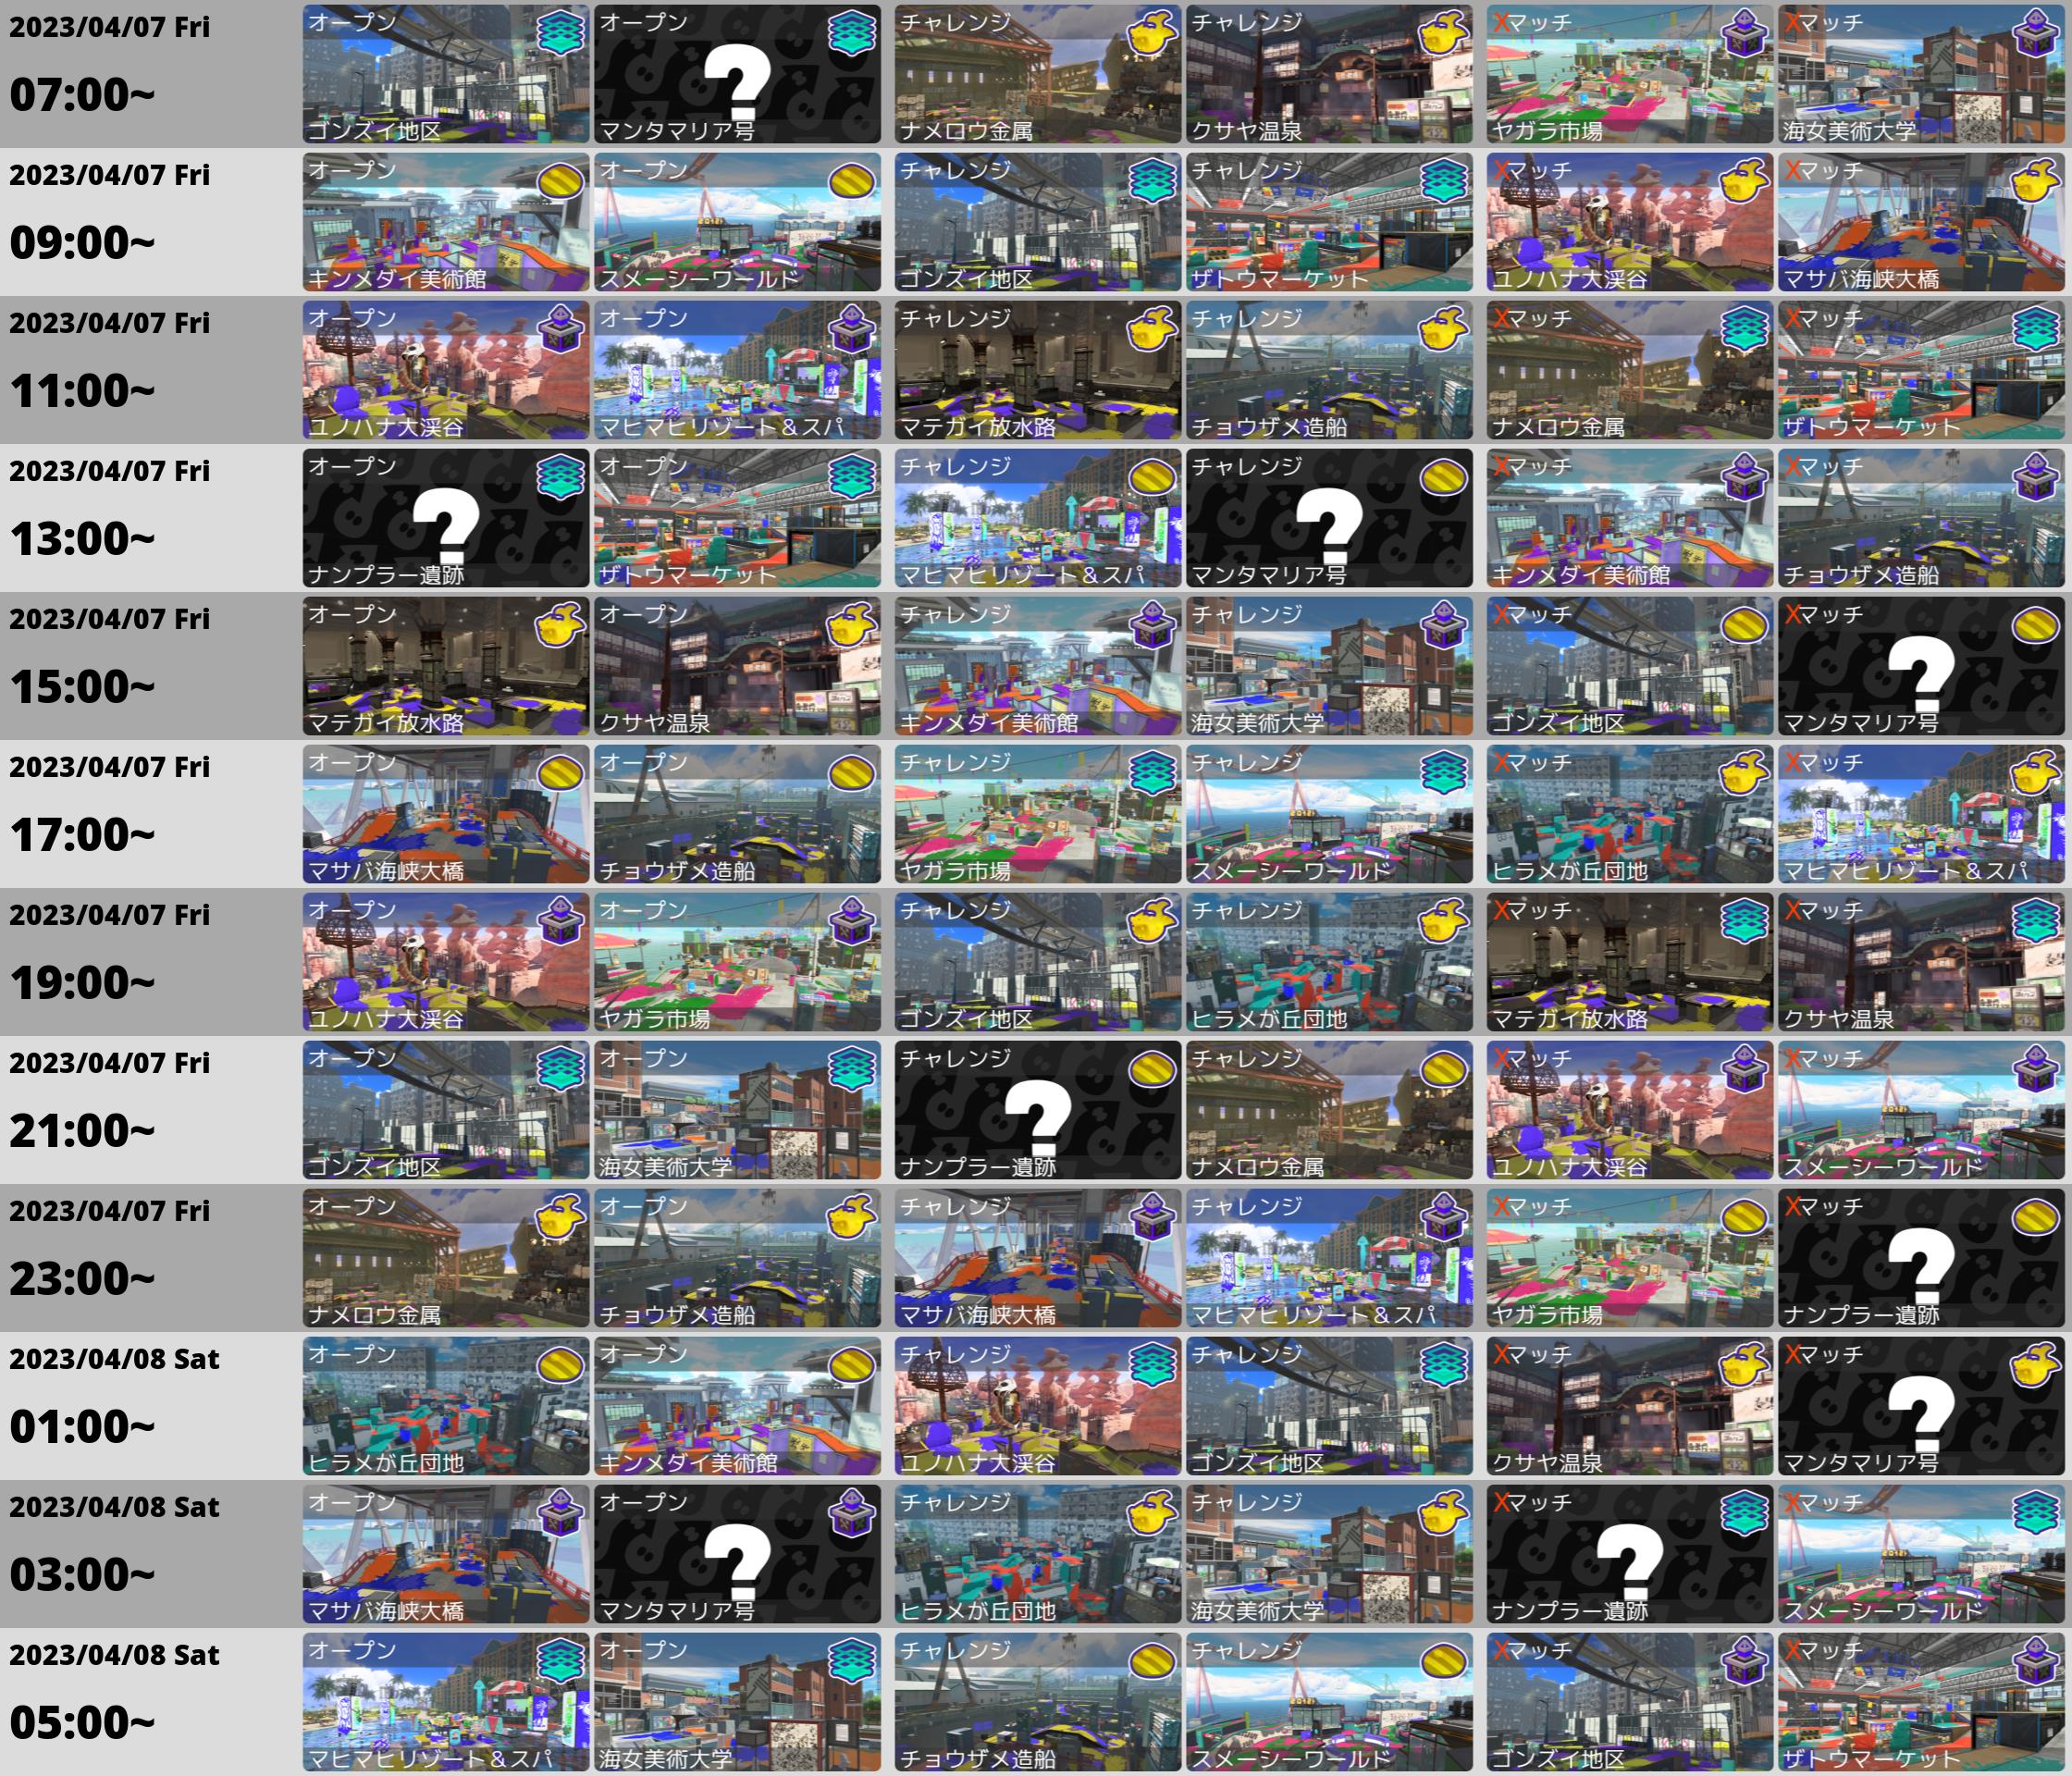 2023/04/07 Fri
07:00~
オープン オープン チャレンジ チャレンジ Xマッチ Xマッチ
ゴンズイ地区 マンタマリア号 ナメロウ金属 クサヤ温泉 ヤガラ市場 海女美術大学
2023/04/07 Fri
09:00~
オープン オープン チャレンジ チャレンジ Xマッチ Xマッチ
キンメダイ美術館 スメーシーワールド ゴンズイ地区 ザトウマーケット ユノハナ大渓谷 マサバ海峡大橋
2023/04/07 Fri
11:00~
オープン オープン チャレンジ チャレンジ Xマッチ Xマッチ
ユノハナ大渓谷 マヒマヒリゾート&スパ マテガイ放水路 チョウザメ造船 ナメロウ金属 ザトウマーケット
2023/04/07 Fri
13:00~
オープン オープン チャレンジ チャレンジ Xマッチ Xマッチ
ナンプラー遺跡 ザトウマーケット マヒマヒリゾート&スパ マンタマリア号 キンメダイ美術館 チョウザメ造船
2023/04/07 Fri
15:00~
オープン オープン チャレンジ チャレンジ Xマッチ Xマッチ
マテガイ放水路 クサヤ温泉 キンメダイ美術館 海女美術大学 ゴンズイ地区 マンタマリア号
2023/04/07 Fri
17:00~
オープン オープン チャレンジ チャレンジ Xマッチ Xマッチ
マサバ海峡大橋 チョウザメ造船 ヤガラ市場 スメーシーワールド ヒラメが丘団地 マヒマヒリゾート&スパ
2023/04/07 Fri
19:00~
オープン オープン チャレンジ チャレンジ Xマッチ Xマッチ
ユノハナ大渓谷 ヤガラ市場 ゴンズイ地区 ヒラメが丘団地 マテガイ放水路 クサヤ温泉
2023/04/07 Fri
21:00~
オープン オープン チャレンジ チャレンジ Xマッチ Xマッチ
ゴンズイ地区 海女美術大学 ナンプラー遺跡 ナメロウ金属 ユノハナ大渓谷 スメーシーワールド
2023/04/07 Fri
23:00~
オープン オープン チャレンジ チャレンジ Xマッチ Xマッチ
ナメロウ金属 チョウザメ造船 マサバ海峡大橋 マヒマヒリゾート&スパ ヤガラ市場 ナンプラー遺跡
2023/04/08 Sat
01:00~
オープン オープン チャレンジ チャレンジ Xマッチ Xマッチ
ヒラメが丘団地 キンメダイ美術館 ユノハナ大渓谷 ゴンズイ地区 クサヤ温泉 マンタマリア号
2023/04/08 Sat
03:00~
オープン オープン チャレンジ チャレンジ Xマッチ Xマッチ
マサバ海峡大橋 マンタマリア号 ヒラメが丘団地 海女美術大学 ナンプラー遺跡 スメーシーワールド
2023/04/08 Sat
05:00~
オープン オープン チャレンジ チャレンジ Xマッチ Xマッチ
マヒマヒリゾート&スパ 海女美術大学 チョウザメ造船 スメーシーワールド ゴンズイ地区 ザトウマーケット